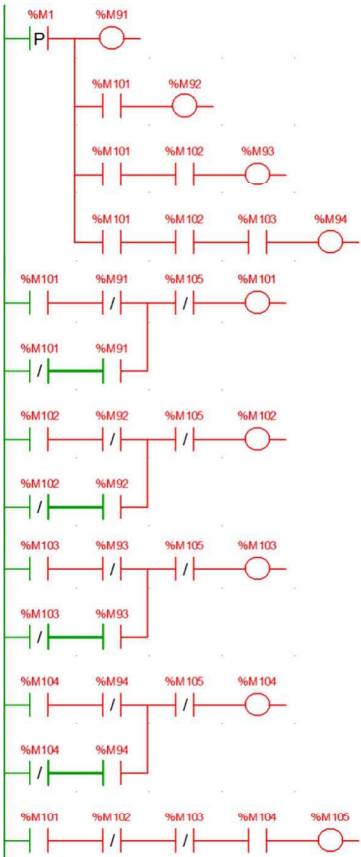 %M1 %M91
P
%M101 %M92
%M101 %M102 %M93
%M101 %M102 %M103 %M94
%M101 %M91 %M105 %M101
/ /
%M101 %M91
/
%M102 %M92 %M105 %M102
/ /
%M102 %M92
/
%M103 %M93 %M105 %M103
/ /
%M103 %M93
/
%M104 %M94 %M105 %M104
/ /
%M104 %M94
/
%M101 %M102 %M103 %M104 %M105
/ /